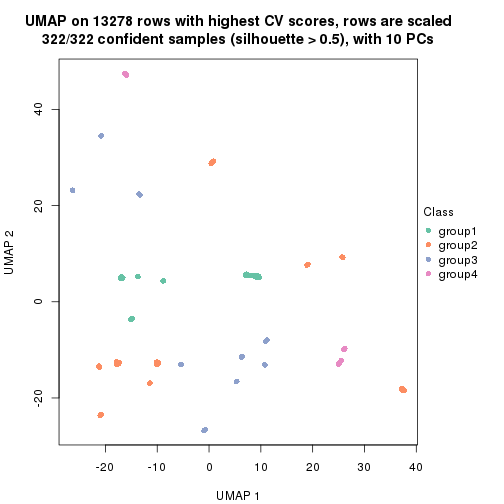 UMAP on 13278 rows with highest CV scores, rows are scaled
322/322 confident samples (silhouette > 0.5), with 10 PCs
40
20
0
-20
UMAP 2
-20
-10
0
10
20
30
40
UMAP 1
Class
group1
group2
group3
group4